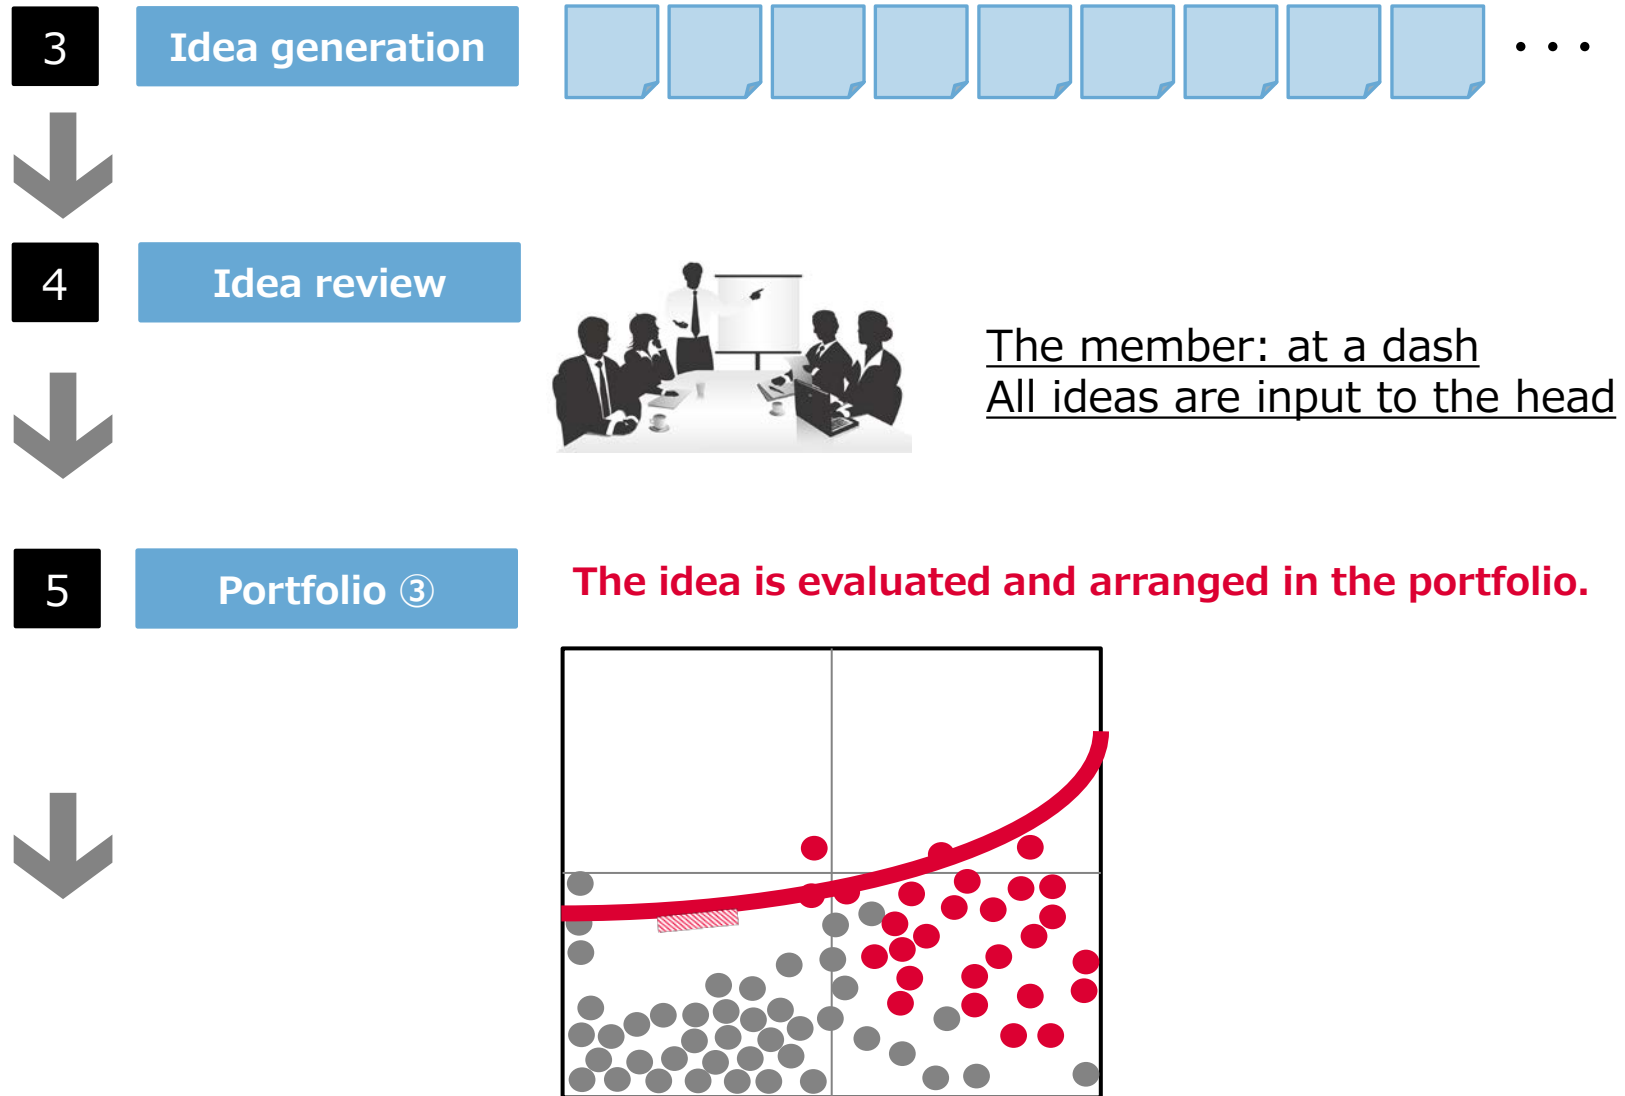 3
Idea generation
・・・
4
Idea review
The member: at a dash
All ideas are input to the head
5
Portfolio ③
The idea is evaluated and arranged in the portfolio.